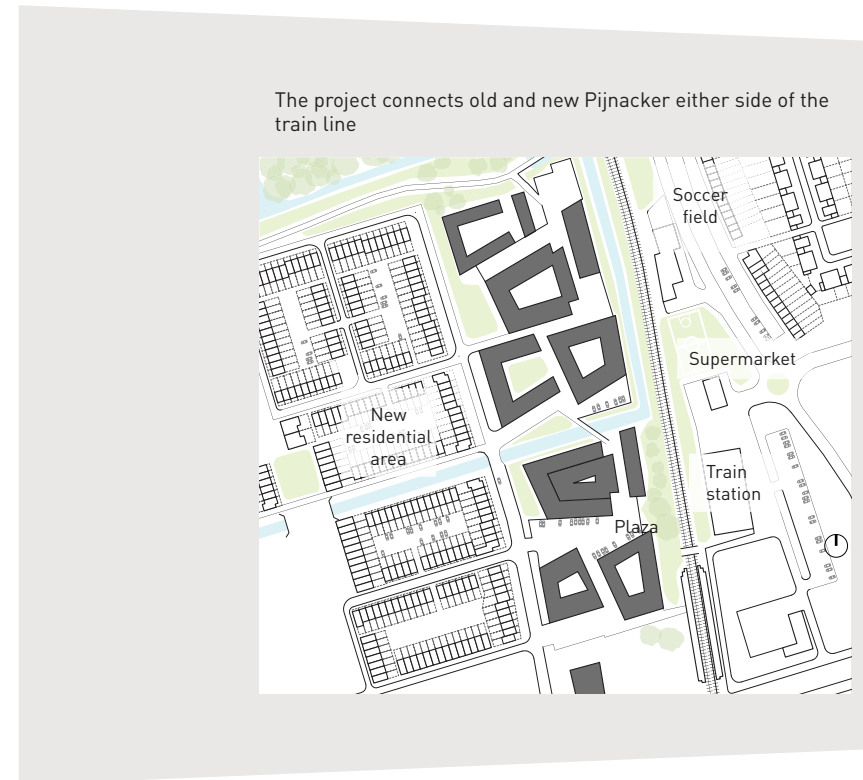 The project connects old and new Pijnacker either side of the
train line
Soccer
field
Supermarket
New
residential
area
Train
station
Plaza